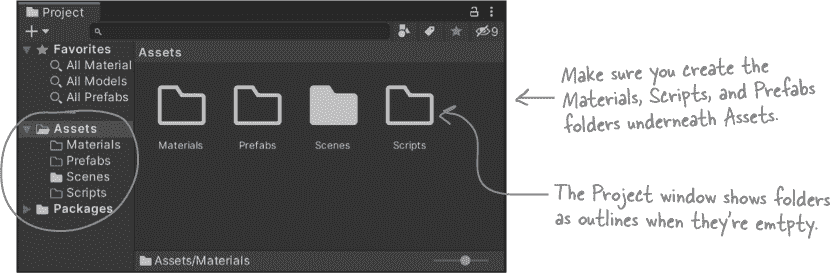 Project
9
Favorites
All Material
All Models
All Prefabs
Assets
Materials
Prefabs
Scenes
Scripts
Packages
Assets
Materials
Prefabs
Scenes
Scripts
Assets/Materials
Make sure you create the
Materials, Scripts, and Prefabs
folders underneath Assets.
The Project window shows folders
as outlines when they're emtpty.